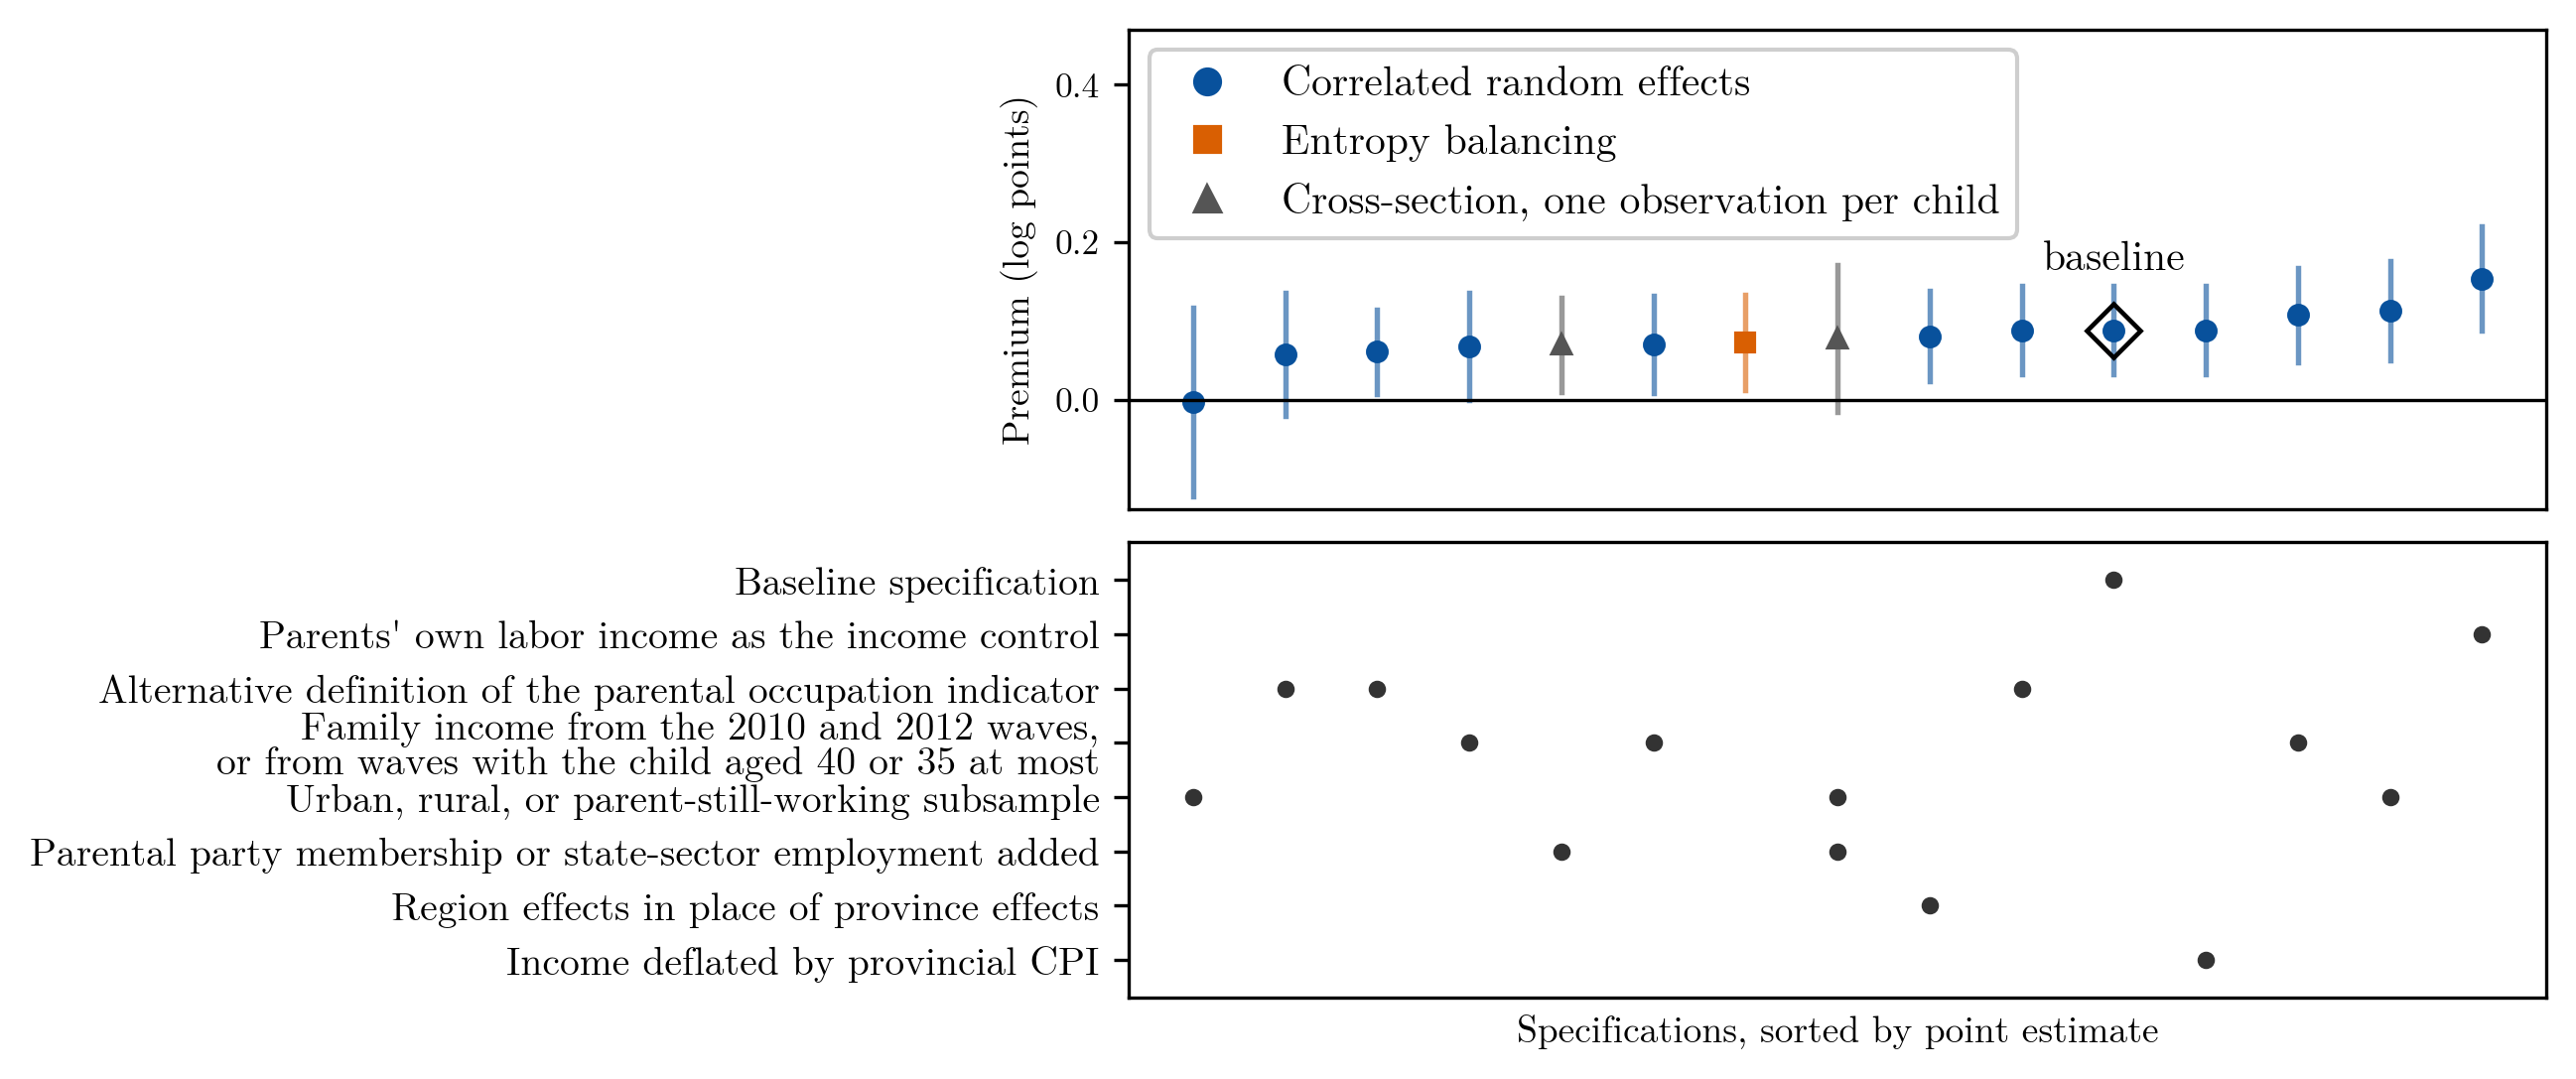 Premium (log points)
0.4
0.2
0.0
Correlated random effects
Entropy balancing
Cross-section, one observation per child
baseline
Baseline specification
Parents' own labor income as the income control
Alternative definition of the parental occupation indicator
Family income from the 2010 and 2012 waves,
or from waves with the child aged 40 or 35 at most
Urban, rural, or parent-still-working subsample
Parental party membership or state-sector employment added
Region effects in place of province effects
Income deflated by provincial CPI
Specifications, sorted by point estimate